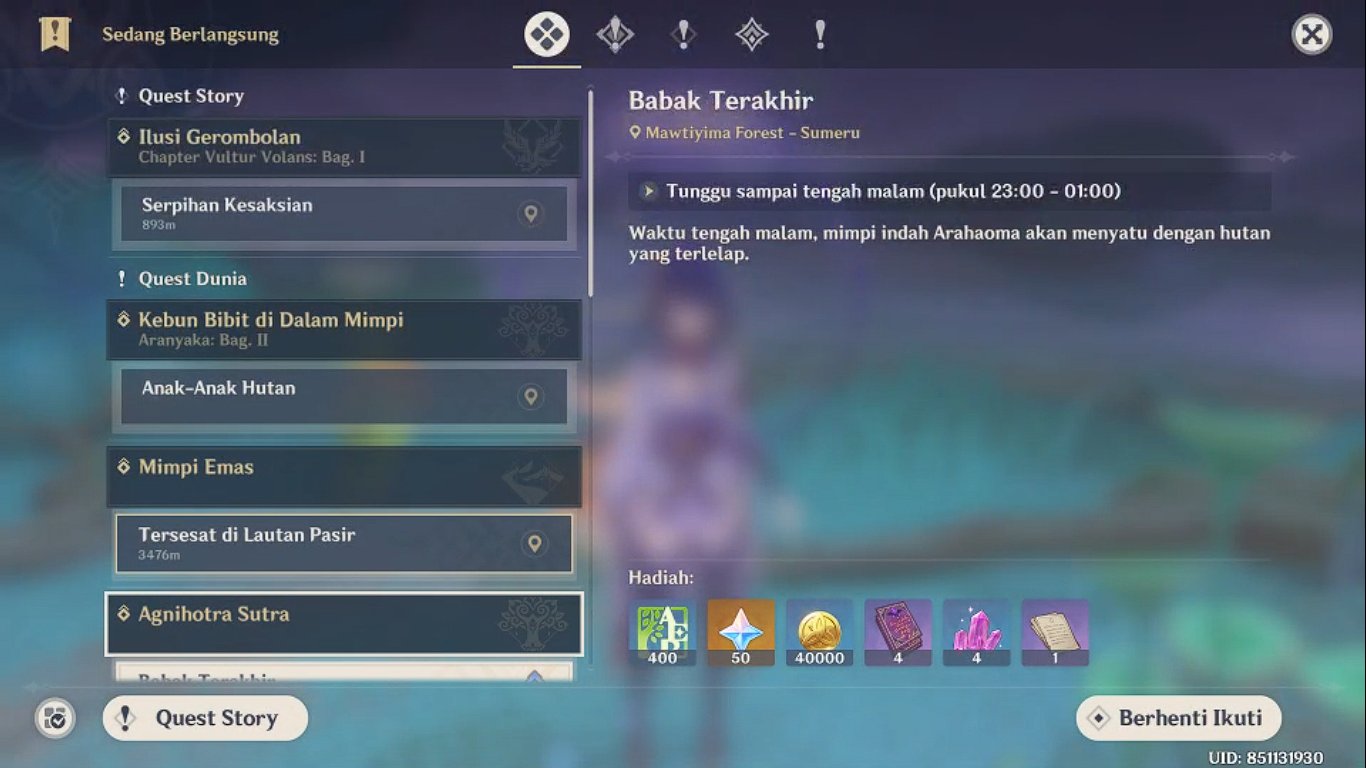 Sedang Berlangsung
Quest Story
Ilusi Gerombolan
Chapter Vultur Volans: Bag. I
Serpihan Kesaksian
893m
Quest Dunia
Kebun Bibit di Dalam Mimpi
Aranyaka: Bag. II
Anak-Anak Hutan
Mimpi Emas
Tersesat di Lautan Pasir
3476m
Agnihotra Sutra
Babak Terakhir
Quest Story
Babak Terakhir
Mawtiyima Forest - Sumeru
Tunggu sampai tengah malam (pukul 23:00 - 01:00)
Waktu tengah malam, mimpi indah Arahaoma akan menyatu dengan hutan
yang terlelap.
Hadiah:
400 50 40000 4 4 1
Berhenti Ikuti
UID: 851131930